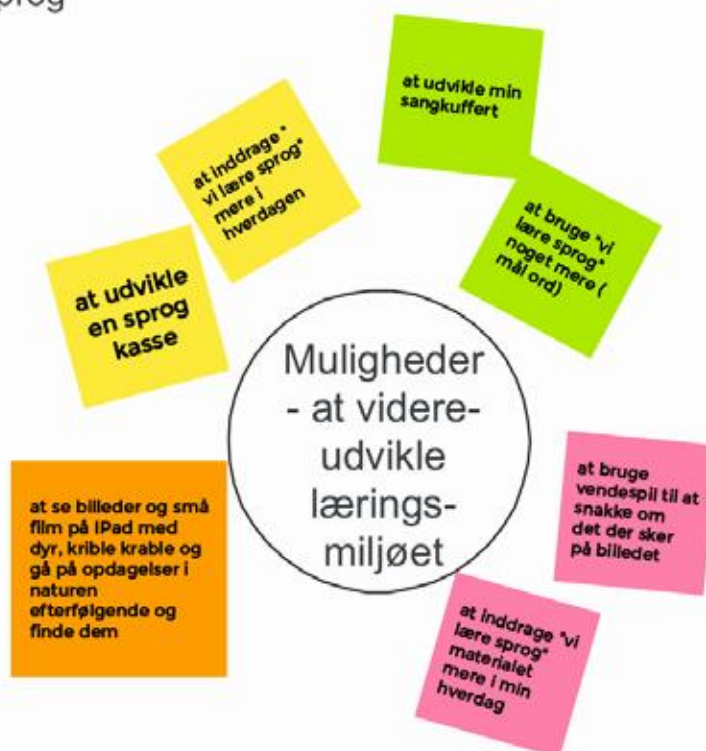 at udvikle min
sangkuffert
at inddrage "
vi lære sprog"
mere i
hverdagen
at bruge "vi
lære sprog"
noget mere (
mål ord)
at udvikle
en sprog
kasse
Muligheder
- at videre-
udvikle
lærings-
miljøet
at bruge
vendespil til at
snakke om
det der sker
på billedet
at se billeder og små
film på IPad med
dyr, krible krable og
gå på opdagelser i
naturen
efterfølgende og
finde dem
at inddrage "vi
lære sprog"
materialet
mere i min
hverdag